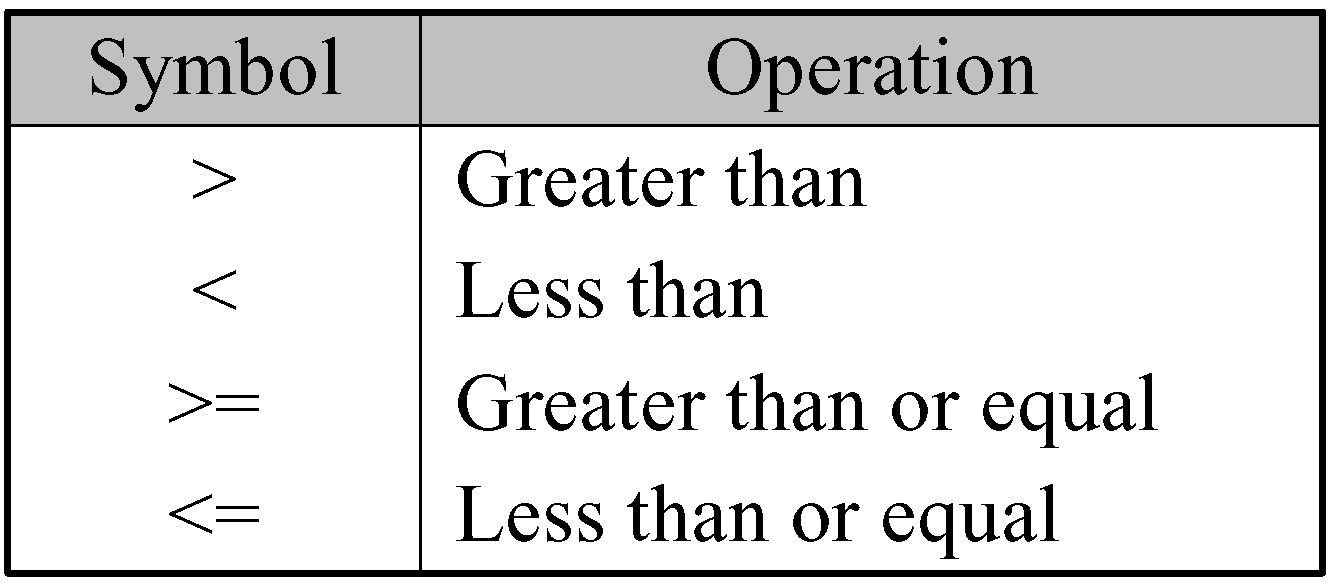 Symbol Operation
> Greater than
< Less than
>= Greater than or equal
<= Less than or equal